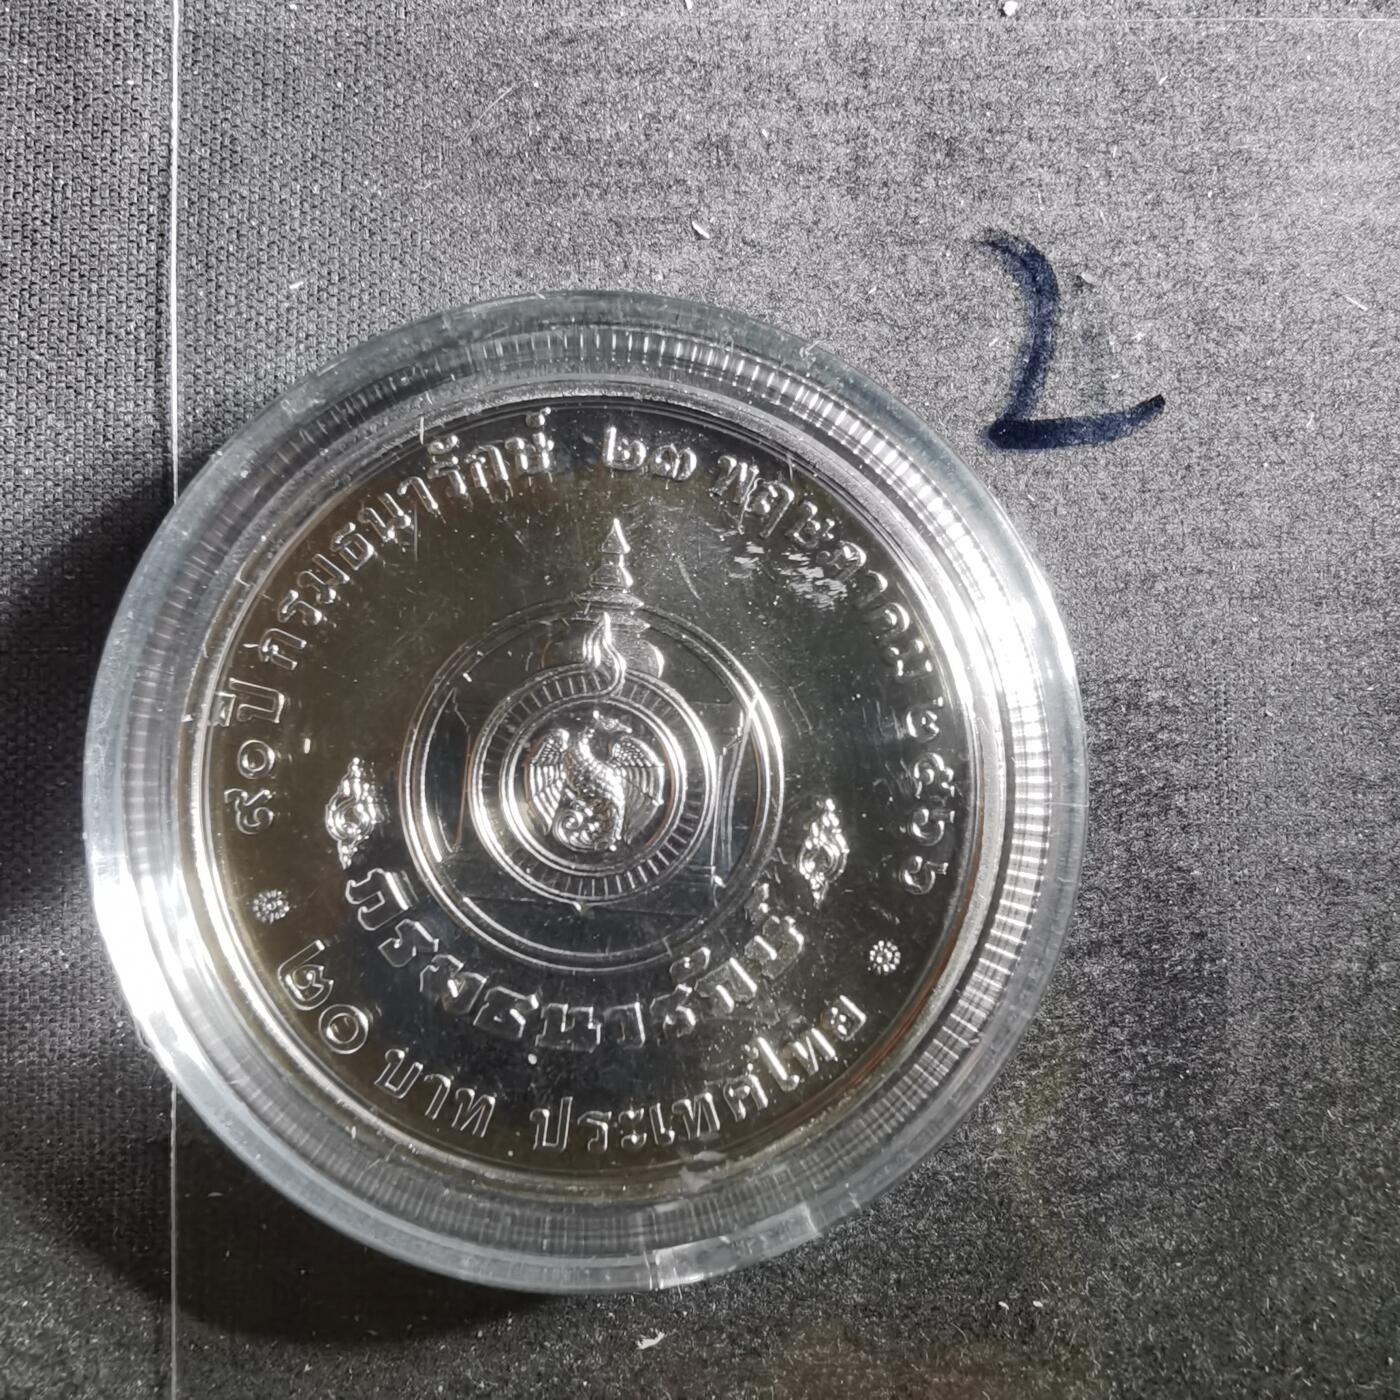 2
๙๐ ปี กรมธนารักษ์ ๒๓ พฤษภาคม ๒๕๖๖
กรมธนารักษ์
๒๐ บาท ประเทศไทย